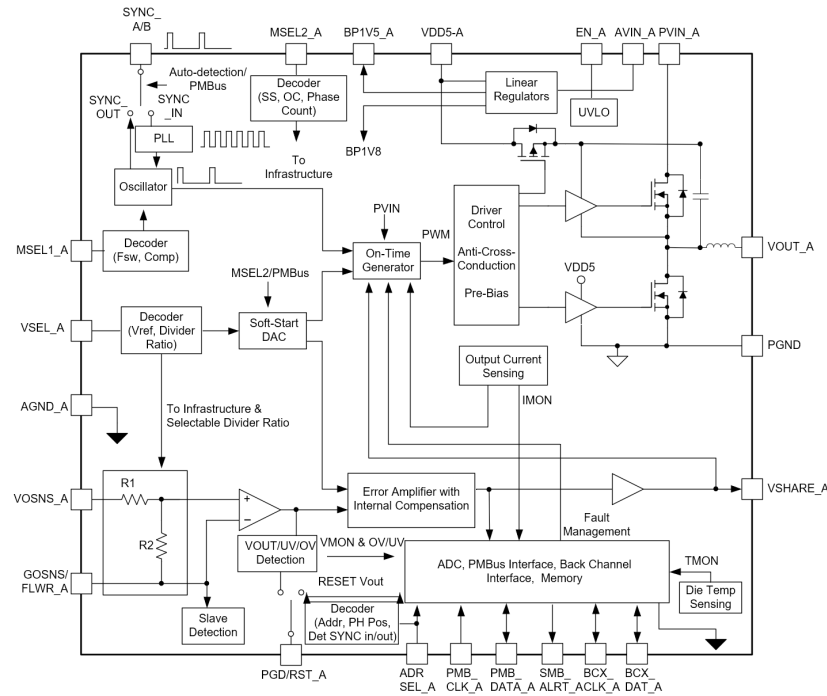 SYNC_
A/B
MSEL2_A
BP1V5_A
VDD5-A
EN_A
AVIN_A
PVIN_A
Auto-detection/
PMBus
SYNC_
OUT
SYNC
_IN
PLL
Oscillator
Decoder
(SS, OC, Phase
Count)
To
Infrastructure
BP1V8
Linear
Regulators
UVLO
MSEL1_A
Decoder
(Fsw, Comp)
PVIN
On-Time
Generator
PWM
Driver
Control
Anti-Cross-
Conduction
Pre-Bias
VDD5
VOUT_A
MSEL2/PMBus
VSEL_A
Decoder
(Vref, Divider
Ratio)
Soft-Start
DAC
Output Current
Sensing
IMON
PGND
AGND_A
To Infrastructure &
Selectable Divider Ratio
VOSNS_A
R1
R2
+
−
Error Amplifier with
Internal Compensation
VSHARE_A
Fault
Management
GOSNS/
FLWR_A
VOUT/UV/OV
Detection
VMON & OV/UV
ADC, PMBus Interface, Back Channel
Interface, Memory
TMON
Die Temp
Sensing
RESET Vout
Slave
Detection
Decoder
(Addr, PH Pos,
Det SYNC in/out)
PGD/RST_A
ADR
SEL_A
PMB_
CLK_A
PMB_
DATA_A
SMB_
ALRT_A
BCX_
CLK_A
BCX_
DAT_A